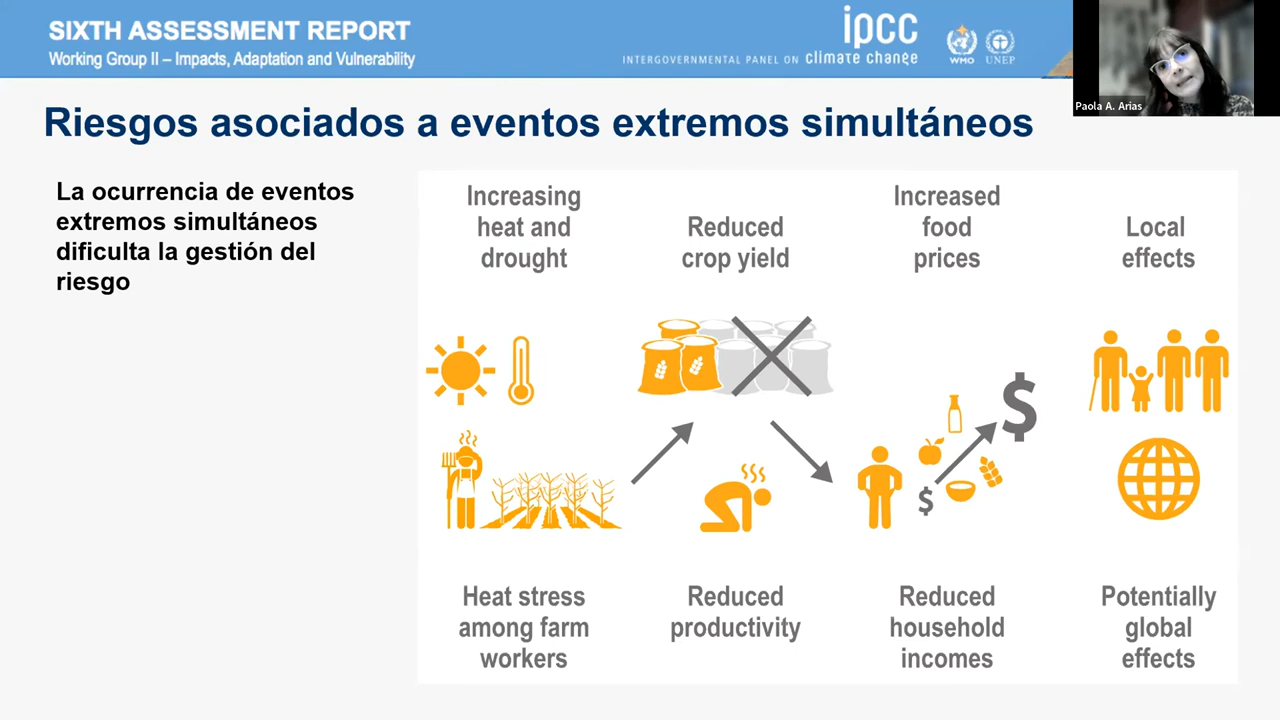 SIXTH ASSESSMENT REPORT
Working Group II – Impacts, Adaptation and Vulnerability
ipcc
INTERGOVERNMENTAL PANEL ON climate change
WMO
UNEP
Paola A. Arias
Riesgos asociados a eventos extremos simultáneos
La ocurrencia de eventos
extremos simultáneos
dificulta la gestión del
riesgo
Increasing
heat and
drought
Reduced
crop yield
Increased
food
prices
Local
effects
$
$
Heat stress
among farm
workers
Reduced
productivity
Reduced
household
incomes
Potentially
global
effects